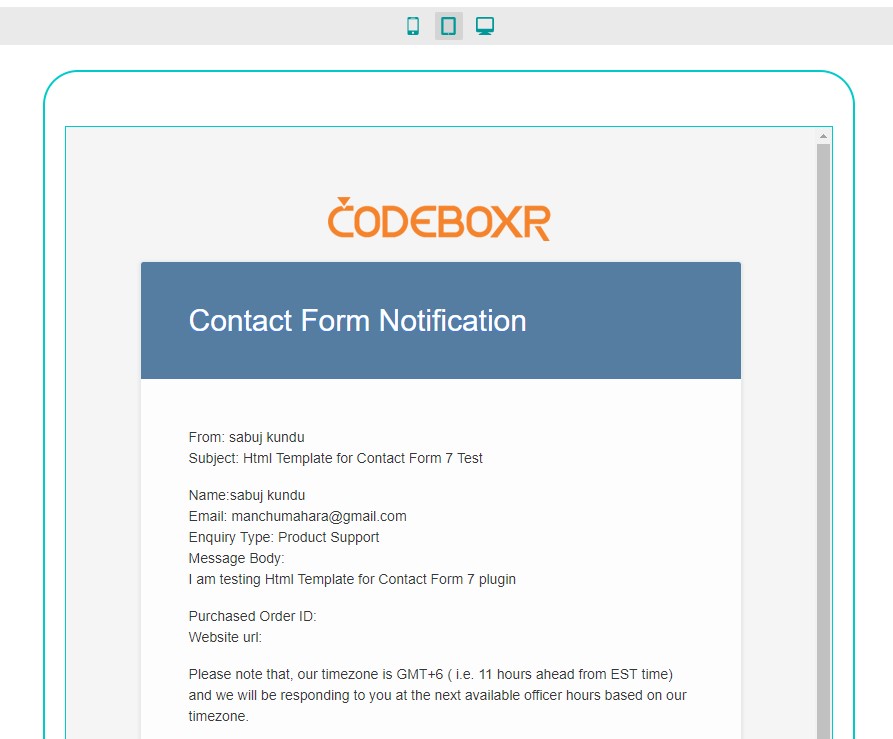 CODEBOXR
Contact Form Notification
From: sabuj kundu
Subject: Html Template for Contact Form 7 Test
Name:sabuj kundu
Email: manchumahara@gmail.com
Enquiry Type: Product Support
Message Body:
I am testing Html Template for Contact Form 7 plugin
Purchased Order ID:
Website url:
Please note that, our timezone is GMT+6 ( i.e. 11 hours ahead from EST time)
and we will be responding to you at the next available officer hours based on our
timezone.